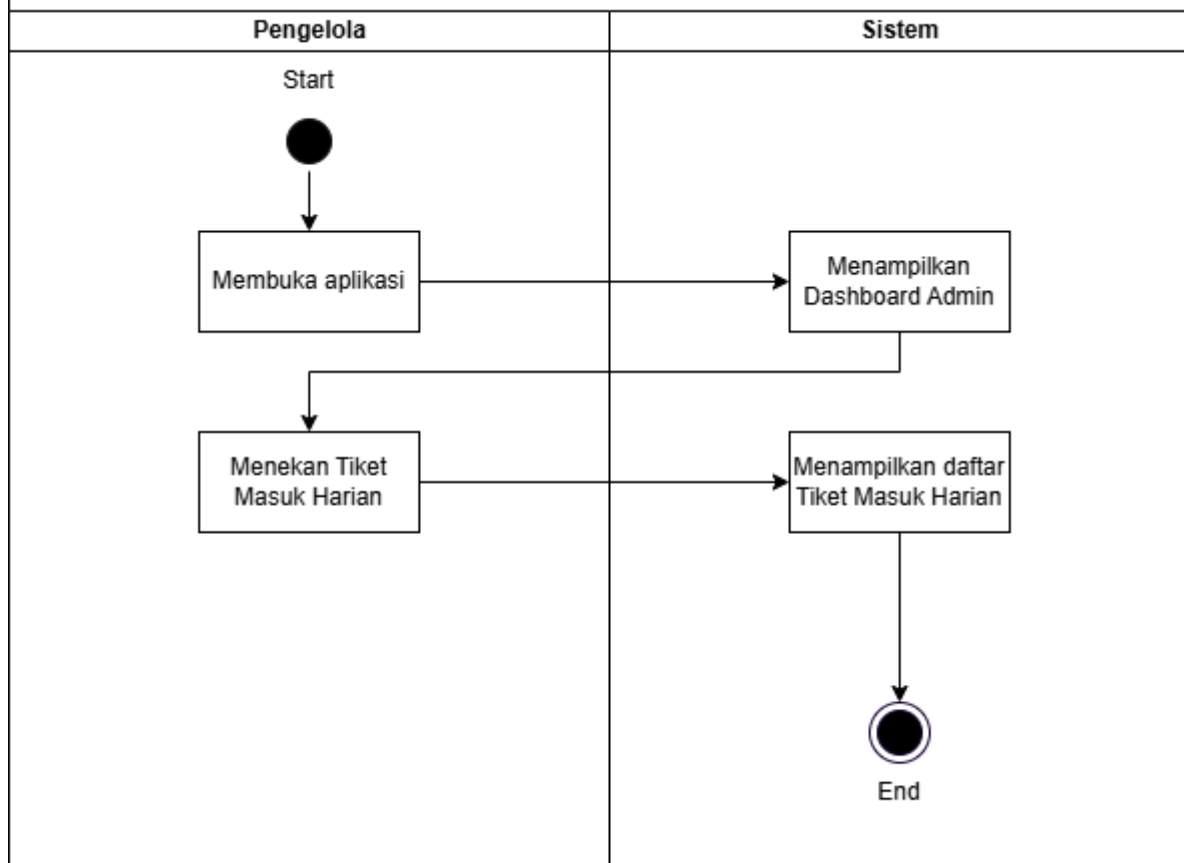 Pengelola
Sistem
Start
Membuka aplikasi
Menampilkan
Dashboard Admin
Menekan Tiket
Masuk Harian
Menampilkan daftar
Tiket Masuk Harian
End